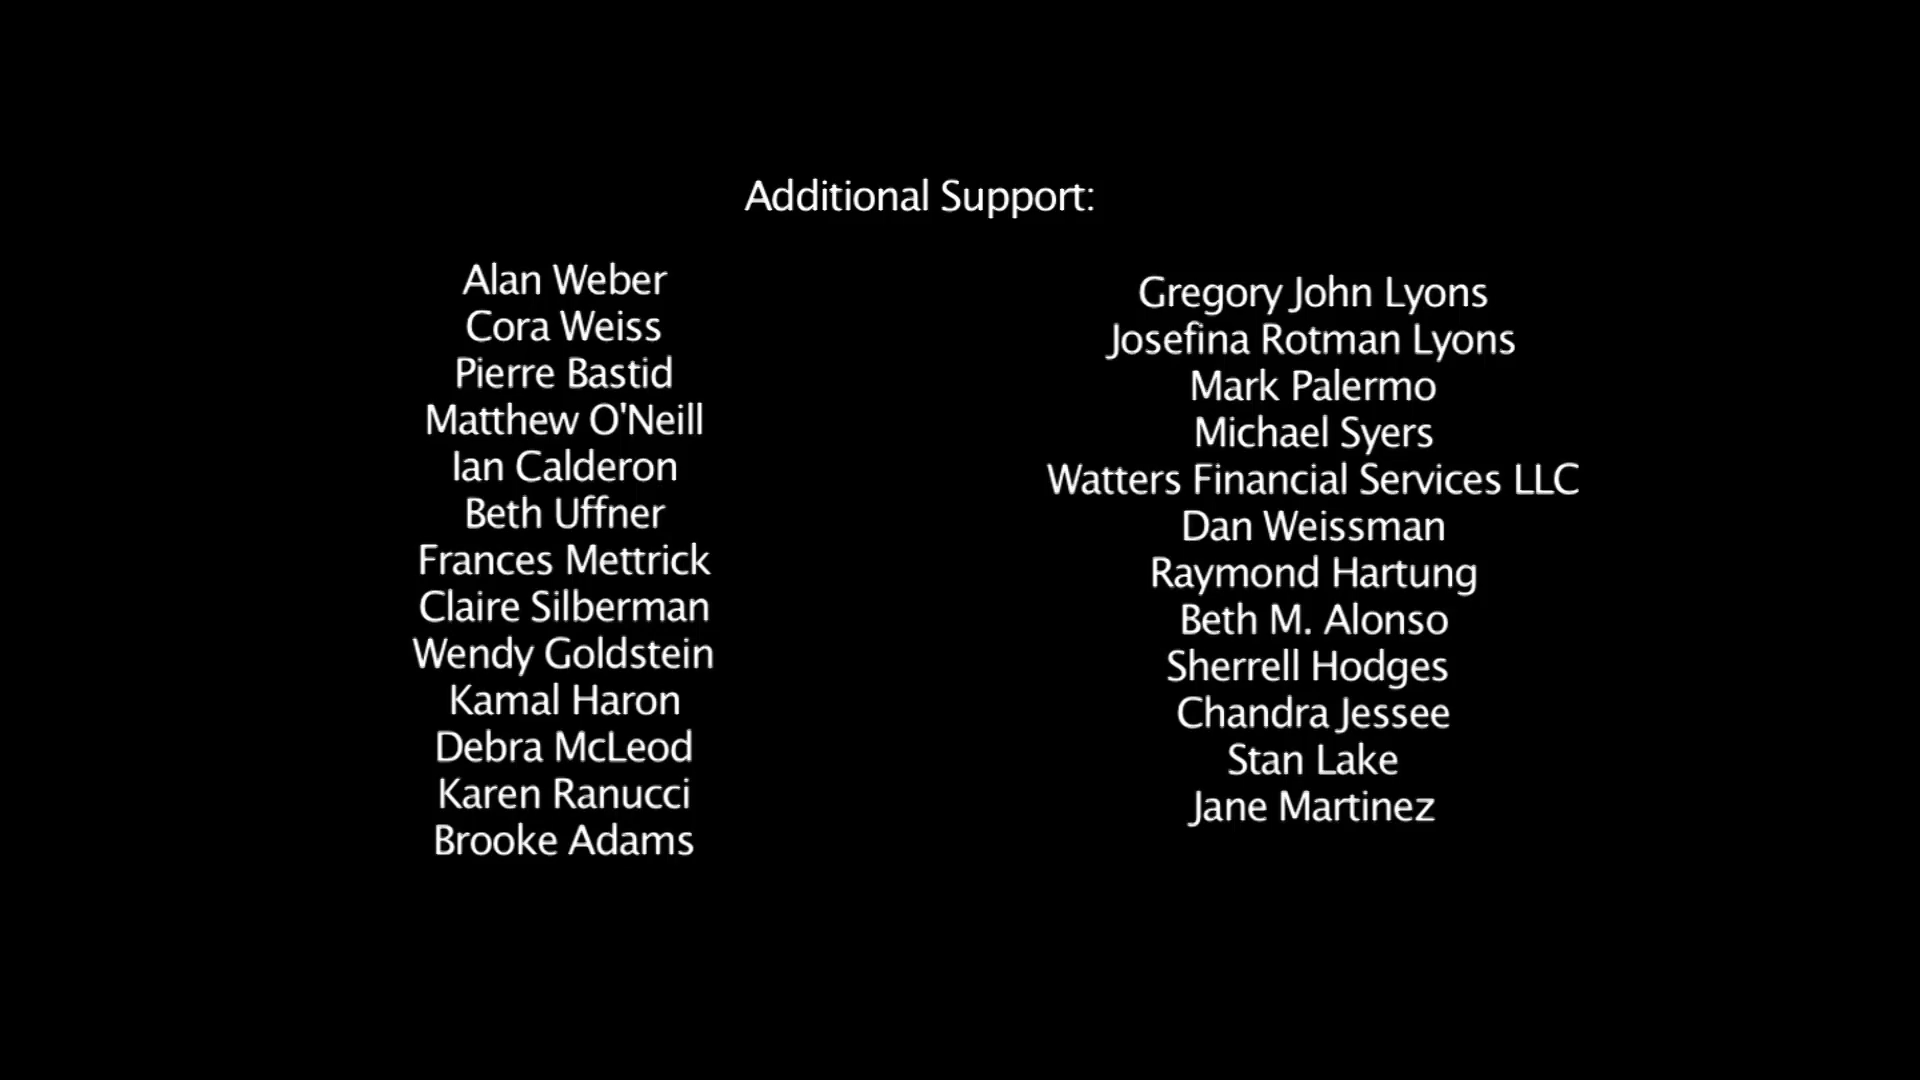 Additional Support:
Alan Weber
Cora Weiss
Pierre Bastid
Matthew O'Neill
Ian Calderon
Beth Uffner
Frances Mettrick
Claire Silberman
Wendy Goldstein
Kamal Haron
Debra McLeod
Karen Ranucci
Brooke Adams
Gregory John Lyons
Josefina Rotman Lyons
Mark Palermo
Michael Syers
Watters Financial Services LLC
Dan Weissman
Raymond Hartung
Beth M. Alonso
Sherrell Hodges
Chandra Jessee
Stan Lake
Jane Martinez